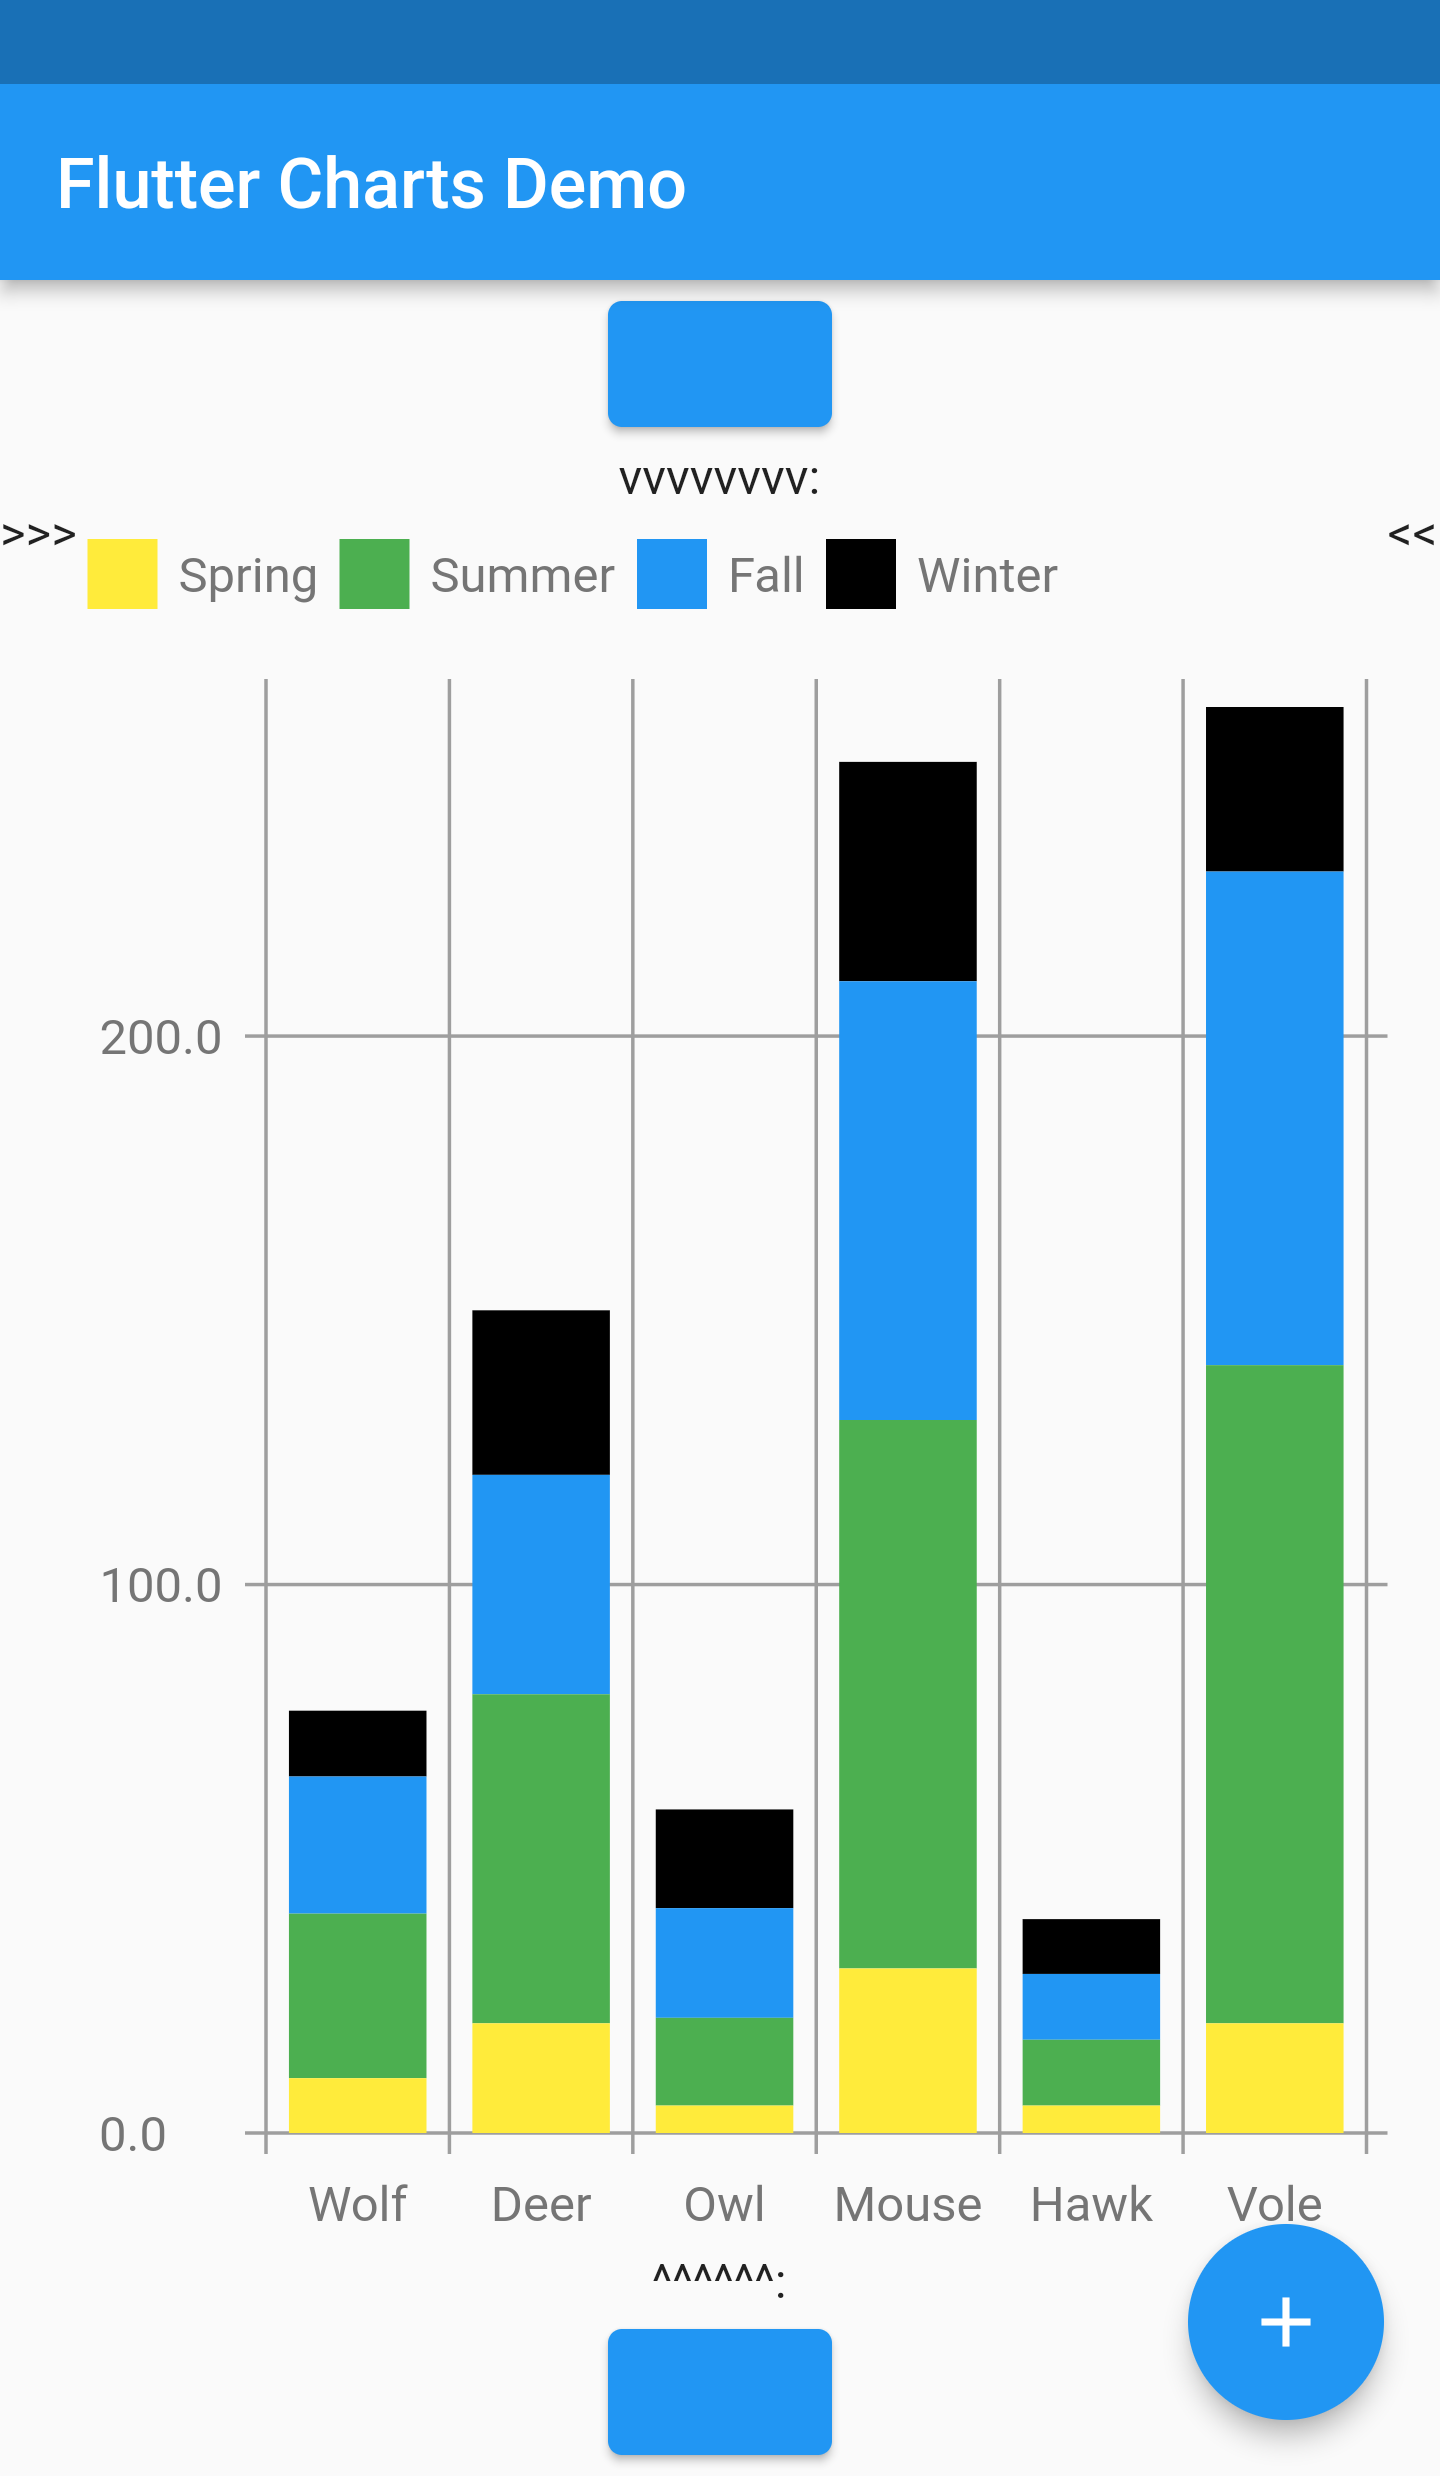 Flutter Charts Demo
vvvvvvvv:
>>> <<
Spring Summer Fall Winter
200.0
100.0
0.0
Wolf Deer Owl Mouse Hawk Vole
^^^^^^:
+